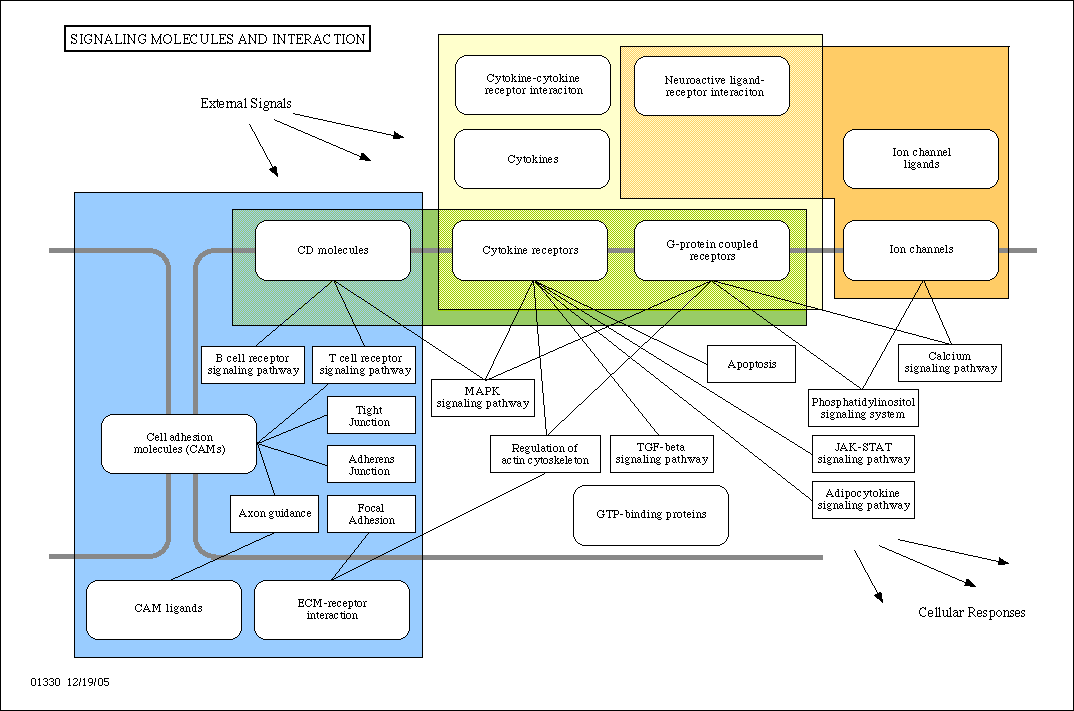 SIGNALING MOLECULES AND INTERACTION
External Signals
Cytokine-cytokine
receptor interaciton
Neuroactive ligand-
receptor interaciton
Cytokines
Ion channel
ligands
CD molecules
Cytokine receptors
G-protein coupled
receptors
Ion channels
B cell receptor
signaling pathway
T cell receptor
signaling pathway
MAPK
signaling pathway
Apoptosis
Calcium
signaling pathway
Phosphatidylinositol
signaling system
Tight
Junction
Cell adhesion
molecules (CAMs)
Adherens
Junction
Regulation of
actin cytoskeleton
TGF-beta
signaling pathway
JAK-STAT
signaling pathway
Adipocytokine
signaling pathway
Axon guidance
Focal
Adhesion
GTP-binding proteins
CAM ligands
ECM-receptor
interaction
Cellular Responses
01330 12/19/05